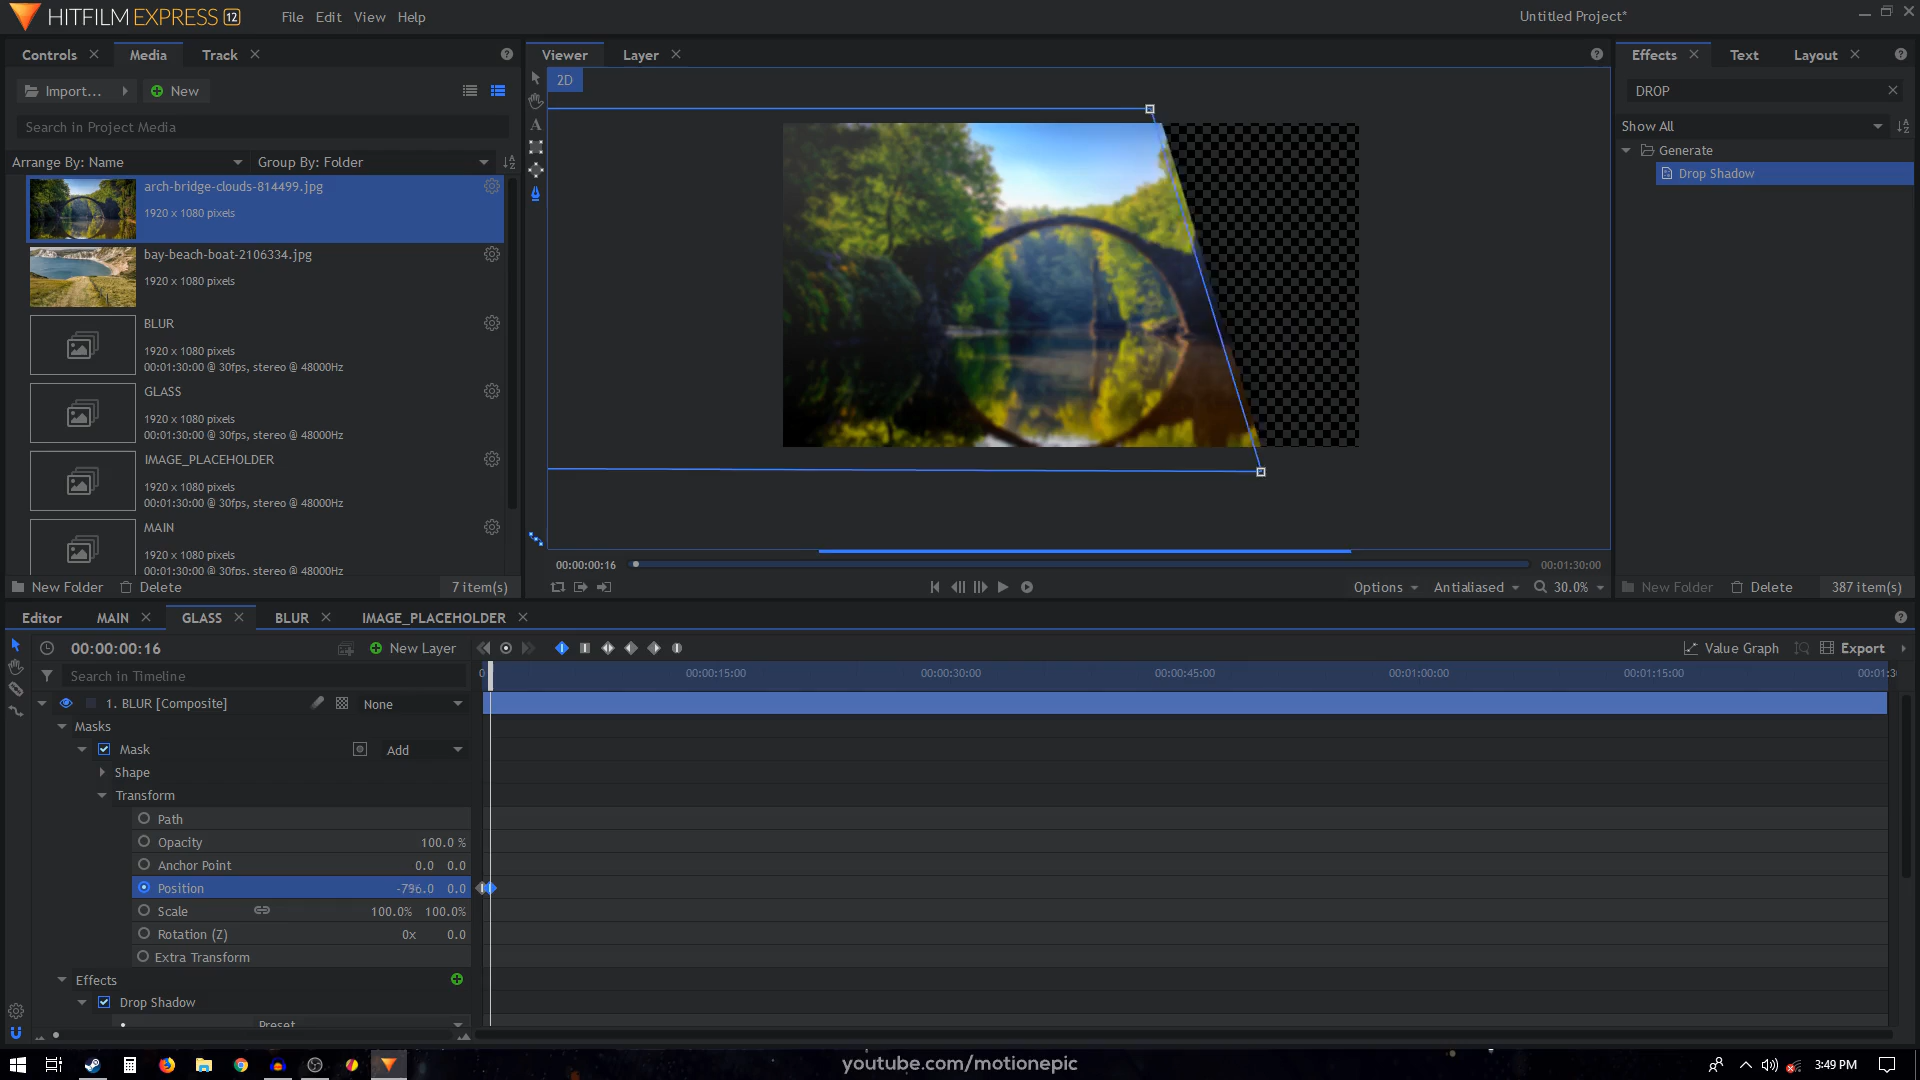 HITFILM EXPRESS 12
File Edit View Help
Untitled Project*
Controls Media Track
Import... New
Search in Project Media
Arrange By: Name Group By: Folder
arch-bridge-clouds-814499.jpg
1920 x 1080 pixels
bay-beach-boat-2106334.jpg
1920 x 1080 pixels
BLUR
1920 x 1080 pixels
00:01:30:00 @ 30fps, stereo @ 48000Hz
GLASS
1920 x 1080 pixels
00:01:30:00 @ 30fps, stereo @ 48000Hz
IMAGE_PLACEHOLDER
1920 x 1080 pixels
00:01:30:00 @ 30fps, stereo @ 48000Hz
MAIN
1920 x 1080 pixels
00:01:30:00 @ 30fps, stereo @ 48000Hz
New Folder Delete 7 item(s)
Viewer Layer
2D
A
00:00:00:16 00:01:30:00
Options Antialiased 30.0%
Effects Text Layout
DROP
Show All
Generate
Drop Shadow
New Folder Delete 387 item(s)
Editor MAIN GLASS BLUR IMAGE_PLACEHOLDER
00:00:00:16 New Layer Value Graph Export
Search in Timeline
0 00:00:15:00 00:00:30:00 00:00:45:00 00:01:00:00 00:01:15:00 00:01:3
1. BLUR [Composite] None
Masks
Mask Add
Shape
Transform
Path
Opacity 100.0 %
Anchor Point 0.0 0.0
Position -796.0 0.0
Scale 100.0% 100.0%
Rotation (Z) 0x 0.0
Extra Transform
Effects
Drop Shadow
Preset
youtube.com/motionepic
3:49 PM